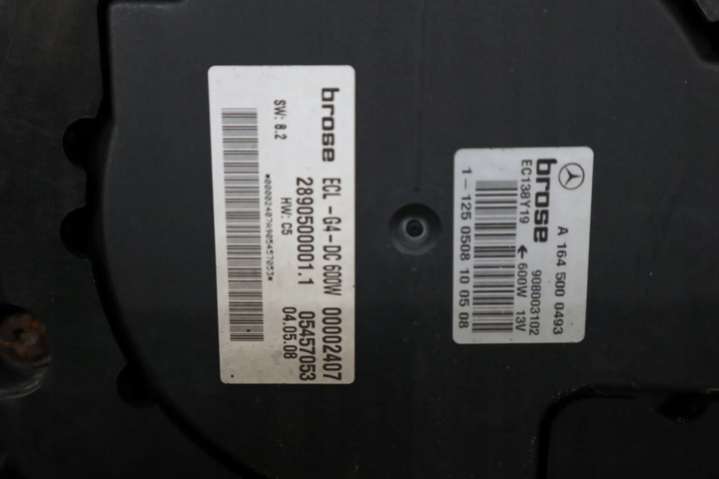 brose ECL-G4-DC 600W 00002407
2890500001.1 05457053
SW: 8.2 HW: C5 04.05.08
A 164 500 0493
brose 908003102
EC138Y19 ← 600W 13V
1-125 0508 10 05 08